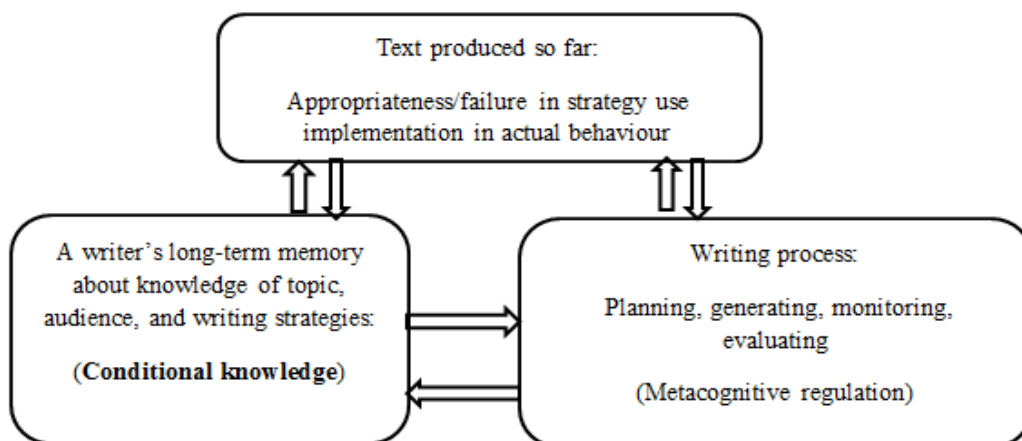 Text produced so far:
Appropriateness/failure in strategy use
implementation in actual behaviour
A writer's long-term memory
about knowledge of topic,
audience, and writing strategies:
(Conditional knowledge)
Writing process:
Planning, generating, monitoring,
evaluating
(Metacognitive regulation)